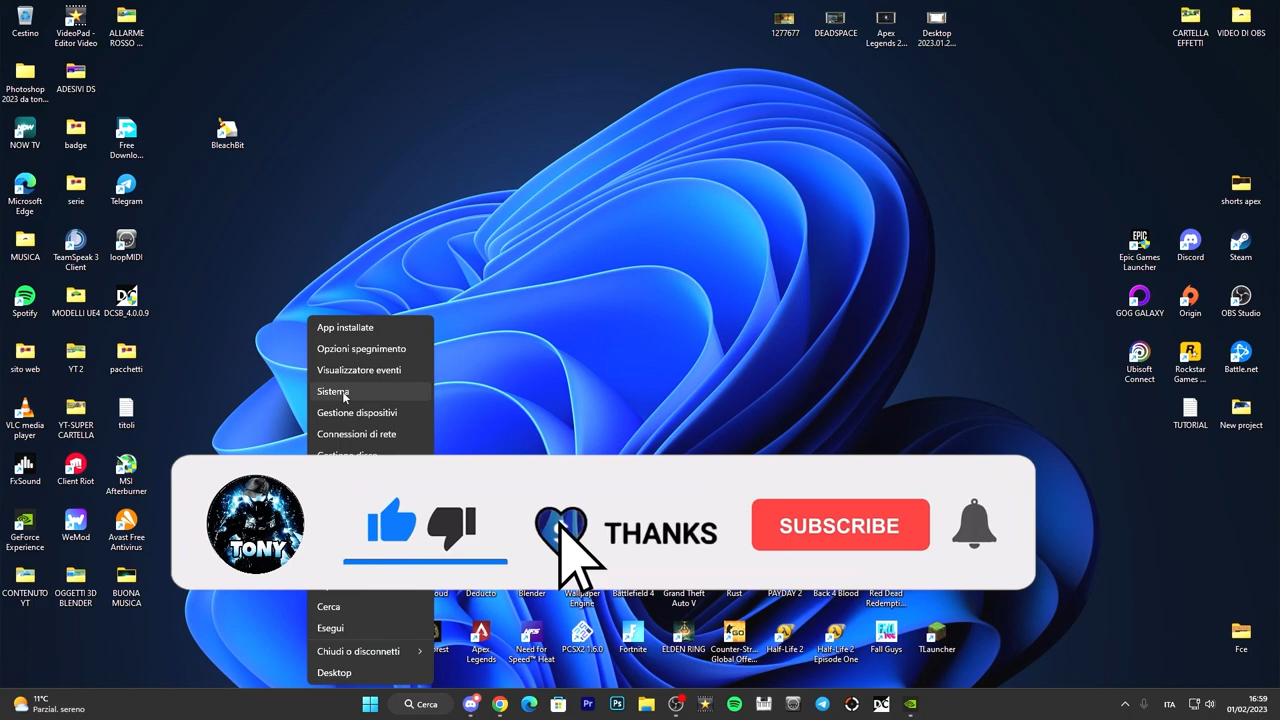 Cestino
VideoPad -
Editor Video
ALLARME
ROSSO ...
1277677
DEADSPACE
Apex
Legends 2...
Desktop
2023.01.2...
CARTELLA
EFFETTI
VIDEO DI OBS
Photoshop
2023 da ton...
ADESIVI DS
NOW TV
badge
Free
Downlo...
BleachBit
Microsoft
Edge
serie
Telegram
shorts apex
MUSICA
TeamSpeak 3
Client
loopMIDI
EPIC
GAMES
Epic Games
Launcher
Discord
Steam
Spotify
MODELLI UE4
DCSB_4.0.0.9
GOG GALAXY
Origin
OBS Studio
sito web
YT 2
pacchetti
Ubisoft
Connect
Rockstar
Games ...
Battle.net
VLC media
player
YT-SUPER
CARTELLA
titoli
TUTORIAL
New project
FxSound
Client Riot
MSI
Afterburner
GeForce
Experience
WeMod
Avast Free
Antivirus
CONTENUTO
YT
OGGETTI 3D
BLENDER
BUONA
MUSICA
App installate
Opzioni spegnimento
Visualizzatore eventi
Sistema
Gestione dispositivi
Connessioni di rete
Gestione disco
TONY
THANKS
SUBSCRIBE
Cerca
Esegui
Chiudi o disconnetti
Desktop
Deducto
Blender
Wallpaper
Engine
Battlefield 4
Grand Theft
Auto V
Rust
PAYDAY 2
Back 4 Blood
Red Dead
Redempti...
Apex
Legends
Need for
Speed™ Heat
PCSX2 1.6.0
Fortnite
ELDEN RING
Counter-Str...
Global Offe...
Half-Life 2
Half-Life 2
Episode One
Fall Guys
TLauncher
Fce
11°C
Parzial. sereno
Cerca
Pr
Ps
ITA
16:59
01/02/2023